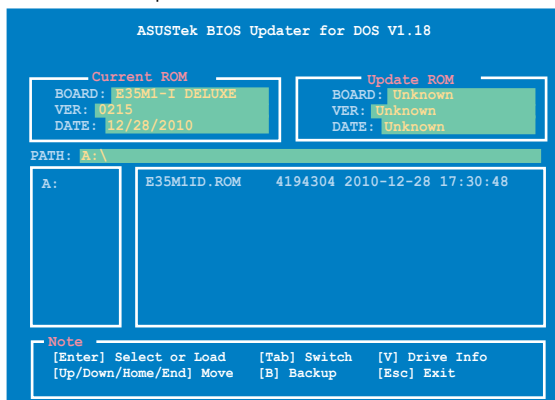 ASUSTek BIOS Updater for DOS V1.18
Current ROM
BOARD: E35M1-I DELUXE
VER: 0215
DATE: 12/28/2010
Update ROM
BOARD: Unknown
VER: Unknown
DATE: Unknown
PATH: A:\
A:
E35M1ID.ROM 4194304 2010-12-28 17:30:48
Note
[Enter] Select or Load [Tab] Switch [V] Drive Info
[Up/Down/Home/End] Move [B] Backup [Esc] Exit